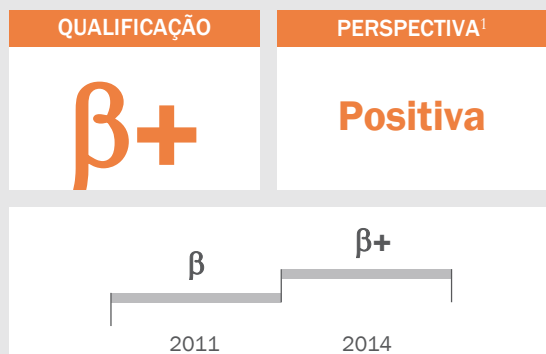 QUALIFICAÇÃO
β+
PERSPECTIVA¹
Positiva
β
β+
2011
2014